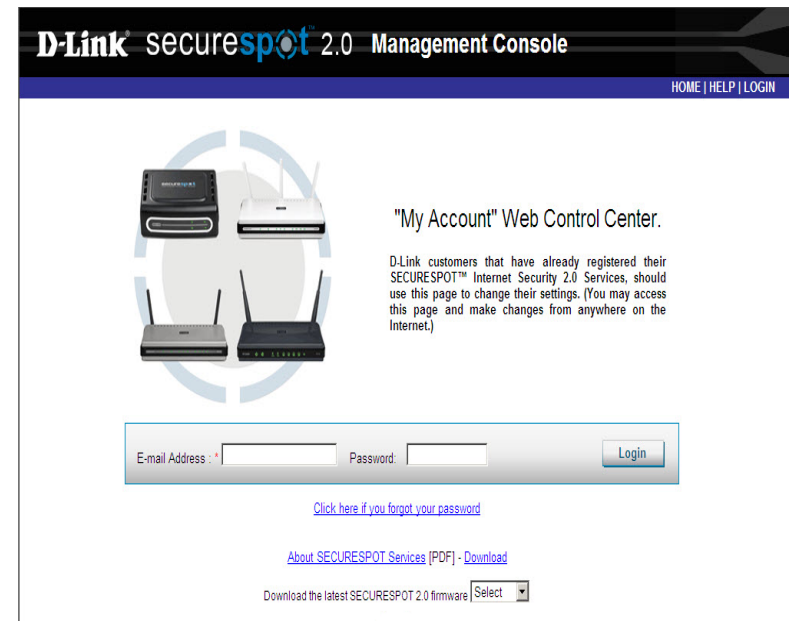 D-Link® securespot™ 2.0 Management Console
HOME | HELP | LOGIN
securespot
"My Account" Web Control Center.
D-Link customers that have already registered their
SECURESPOT™ Internet Security 2.0 Services, should
use this page to change their settings. (You may access
this page and make changes from anywhere on the
Internet.)
E-mail Address : * Password: Login
Click here if you forgot your password
About SECURESPOT Services [PDF] - Download
Download the latest SECURESPOT 2.0 firmware Select